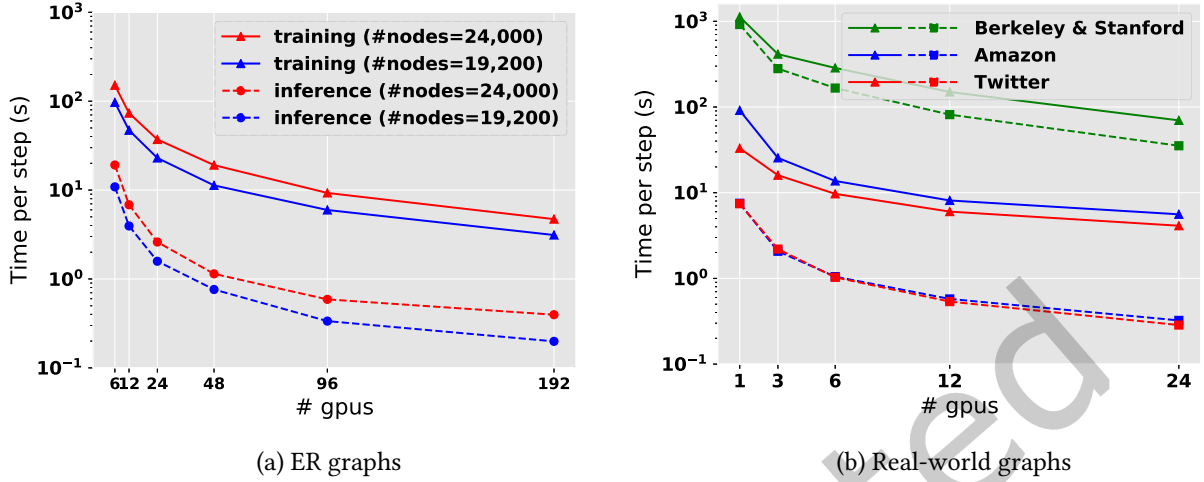 10³
10²
10¹
10⁰
10⁻¹
Time per step (s)
training (#nodes=24,000)
training (#nodes=19,200)
inference (#nodes=24,000)
inference (#nodes=19,200)
6 12 24 48 96 192
# gpus
(a) ER graphs
10³
10²
10¹
10⁰
10⁻¹
Time per step (s)
Berkeley & Stanford
Amazon
Twitter
1 3 6 12 24
# gpus
(b) Real-world graphs
ted